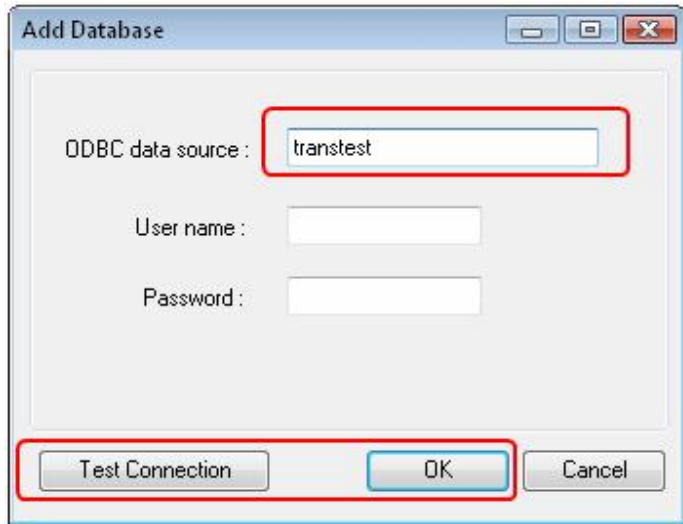 Add Database
ODBC data source : transtest
User name :
Password :
Test Connection OK Cancel